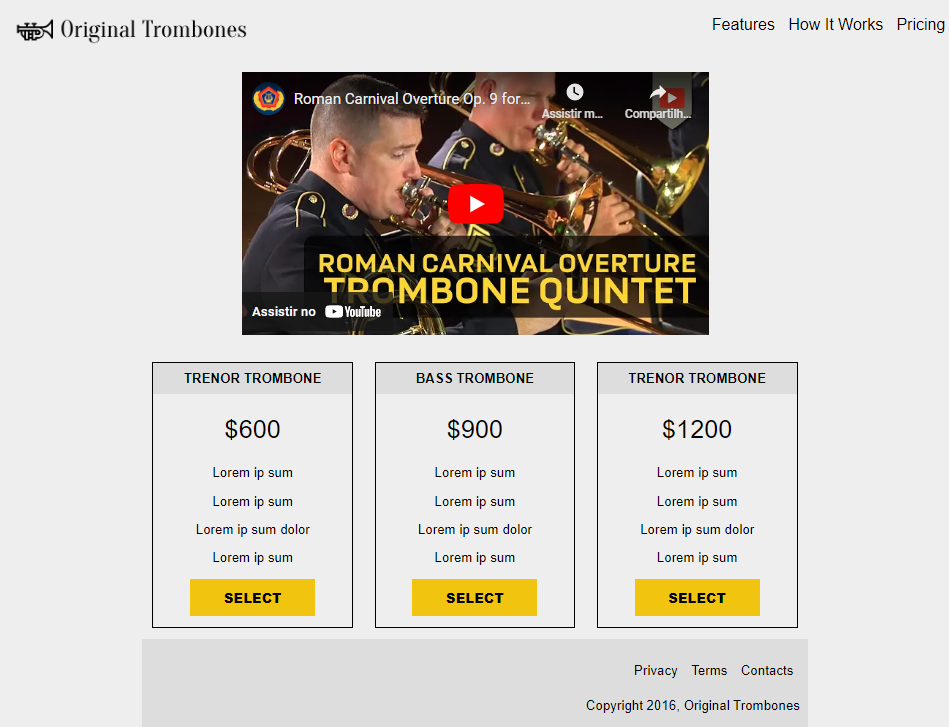 Original Trombones
Features How It Works Pricing
Roman Carnival Overture Op. 9 for...
Assistir m...
Compartilh...
ROMAN CARNIVAL OVERTURE
TROMBONE QUINTET
Assistir no YouTube
TRENOR TROMBONE
$600
Lorem ip sum
Lorem ip sum
Lorem ip sum dolor
Lorem ip sum
SELECT
BASS TROMBONE
$900
Lorem ip sum
Lorem ip sum
Lorem ip sum dolor
Lorem ip sum
SELECT
TRENOR TROMBONE
$1200
Lorem ip sum
Lorem ip sum
Lorem ip sum dolor
Lorem ip sum
SELECT
Privacy Terms Contacts
Copyright 2016, Original Trombones